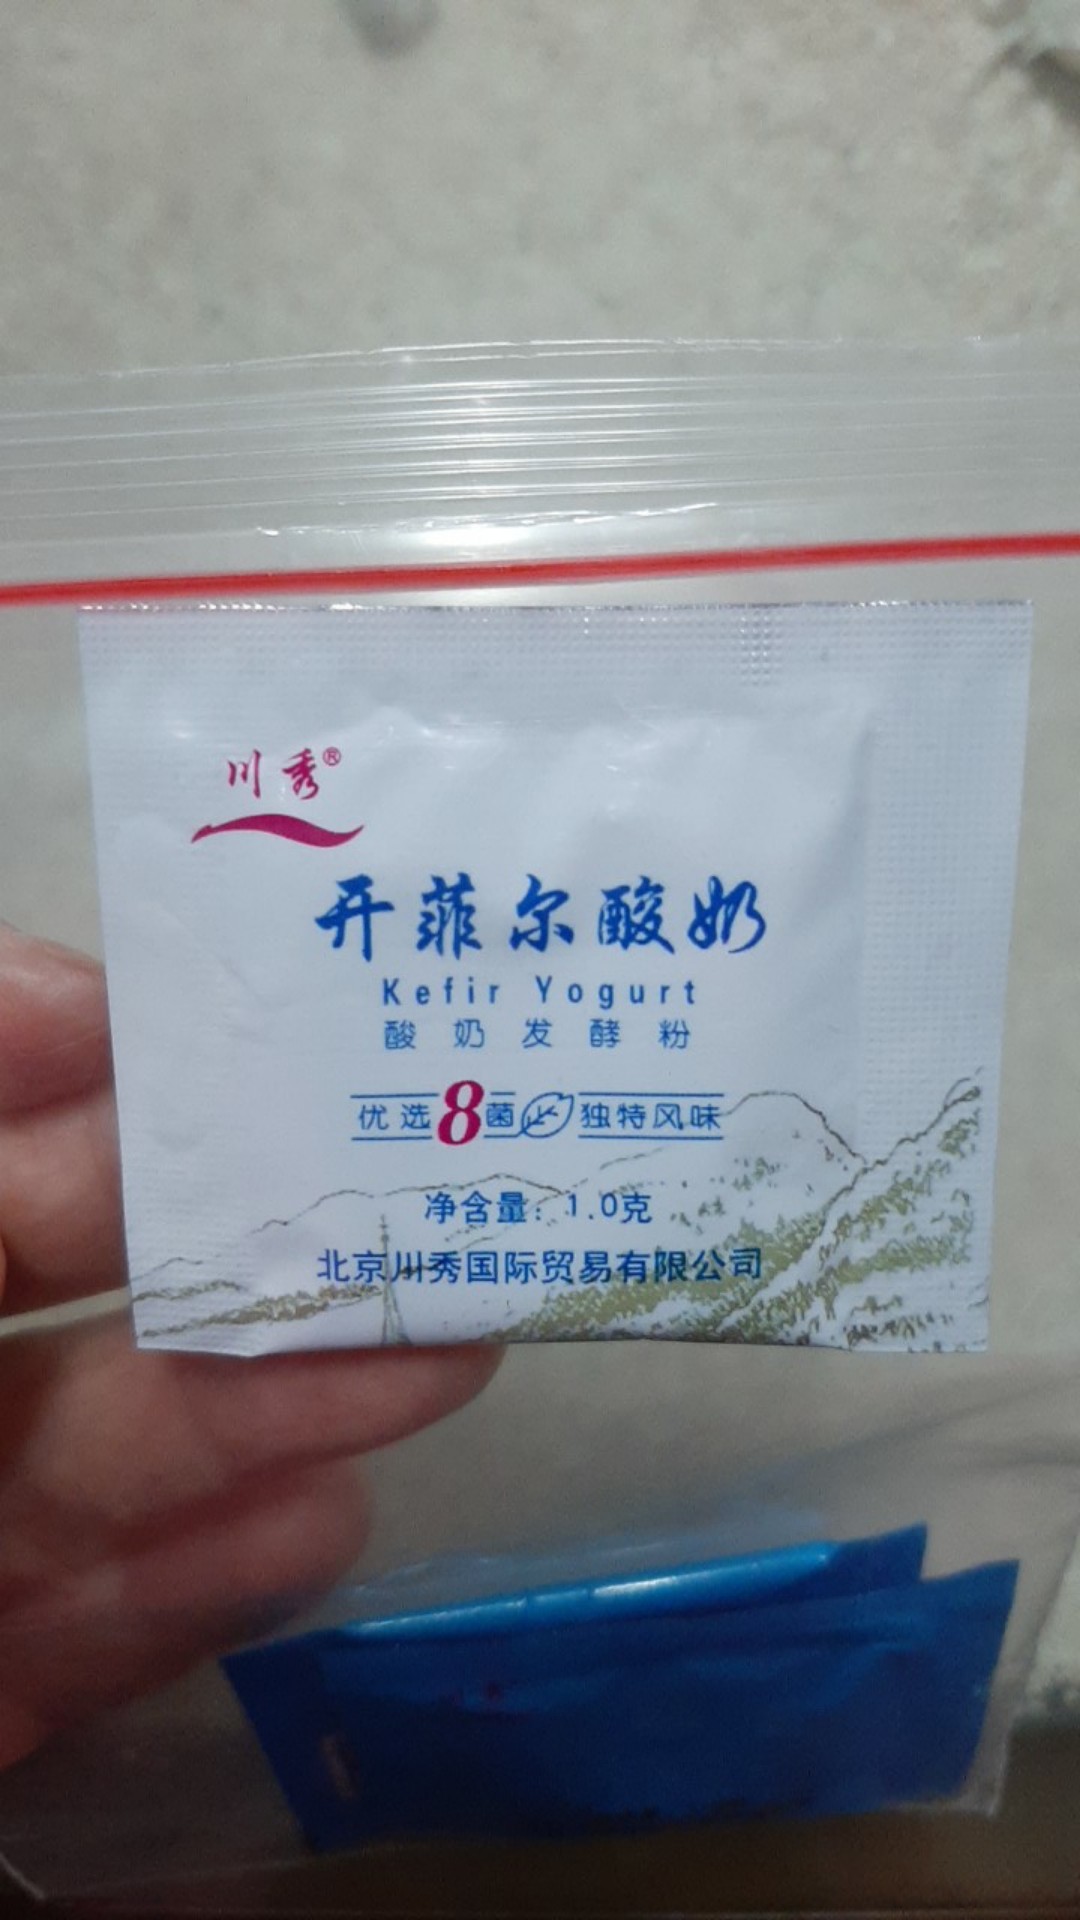 川秀®
开菲尔酸奶
Kefir Yogurt
酸奶发酵粉
优选8菌 独特风味
净含量：1.0克
北京川秀国际贸易有限公司